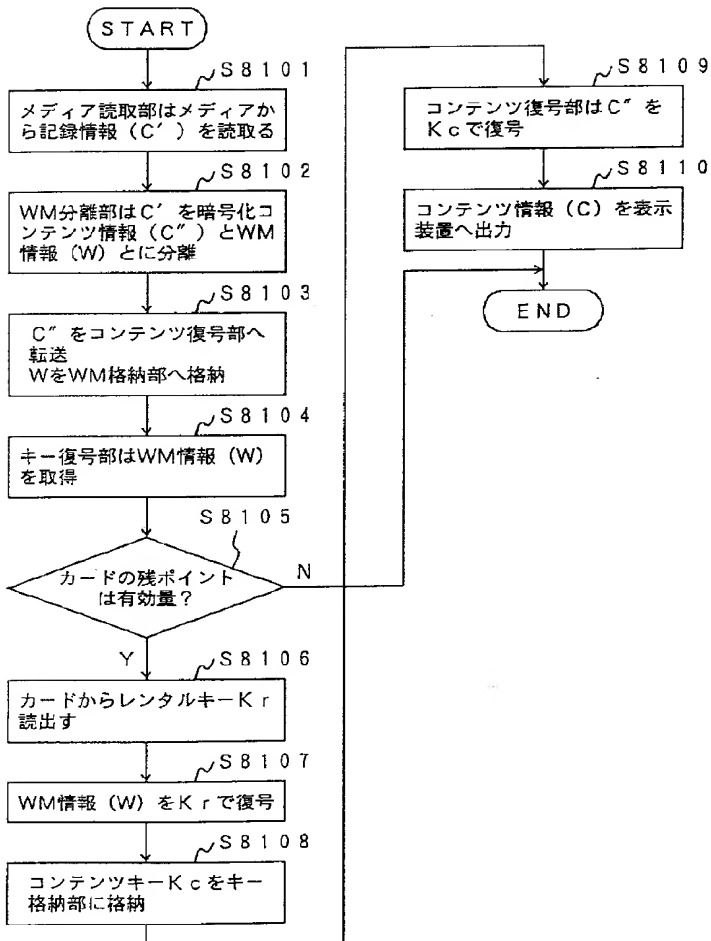 START
S8101
メディア読取部はメディアか
ら記録情報（C′）を読取る
S8102
WM分離部はC′を暗号化コ
ンテンツ情報（C″）とWM
情報（W）とに分離
S8103
C″をコンテンツ復号部へ
転送
WをWM格納部へ格納
S8104
キー復号部はWM情報（W）
を取得
S8105
カードの残ポイント
は有効量？
N
Y
S8106
カードからレンタルキーKr
読出す
S8107
WM情報（W）をKrで復号
S8108
コンテンツキーKcをキー
格納部に格納
S8109
コンテンツ復号部はC″を
Kcで復号
S8110
コンテンツ情報（C）を表示
装置へ出力
END